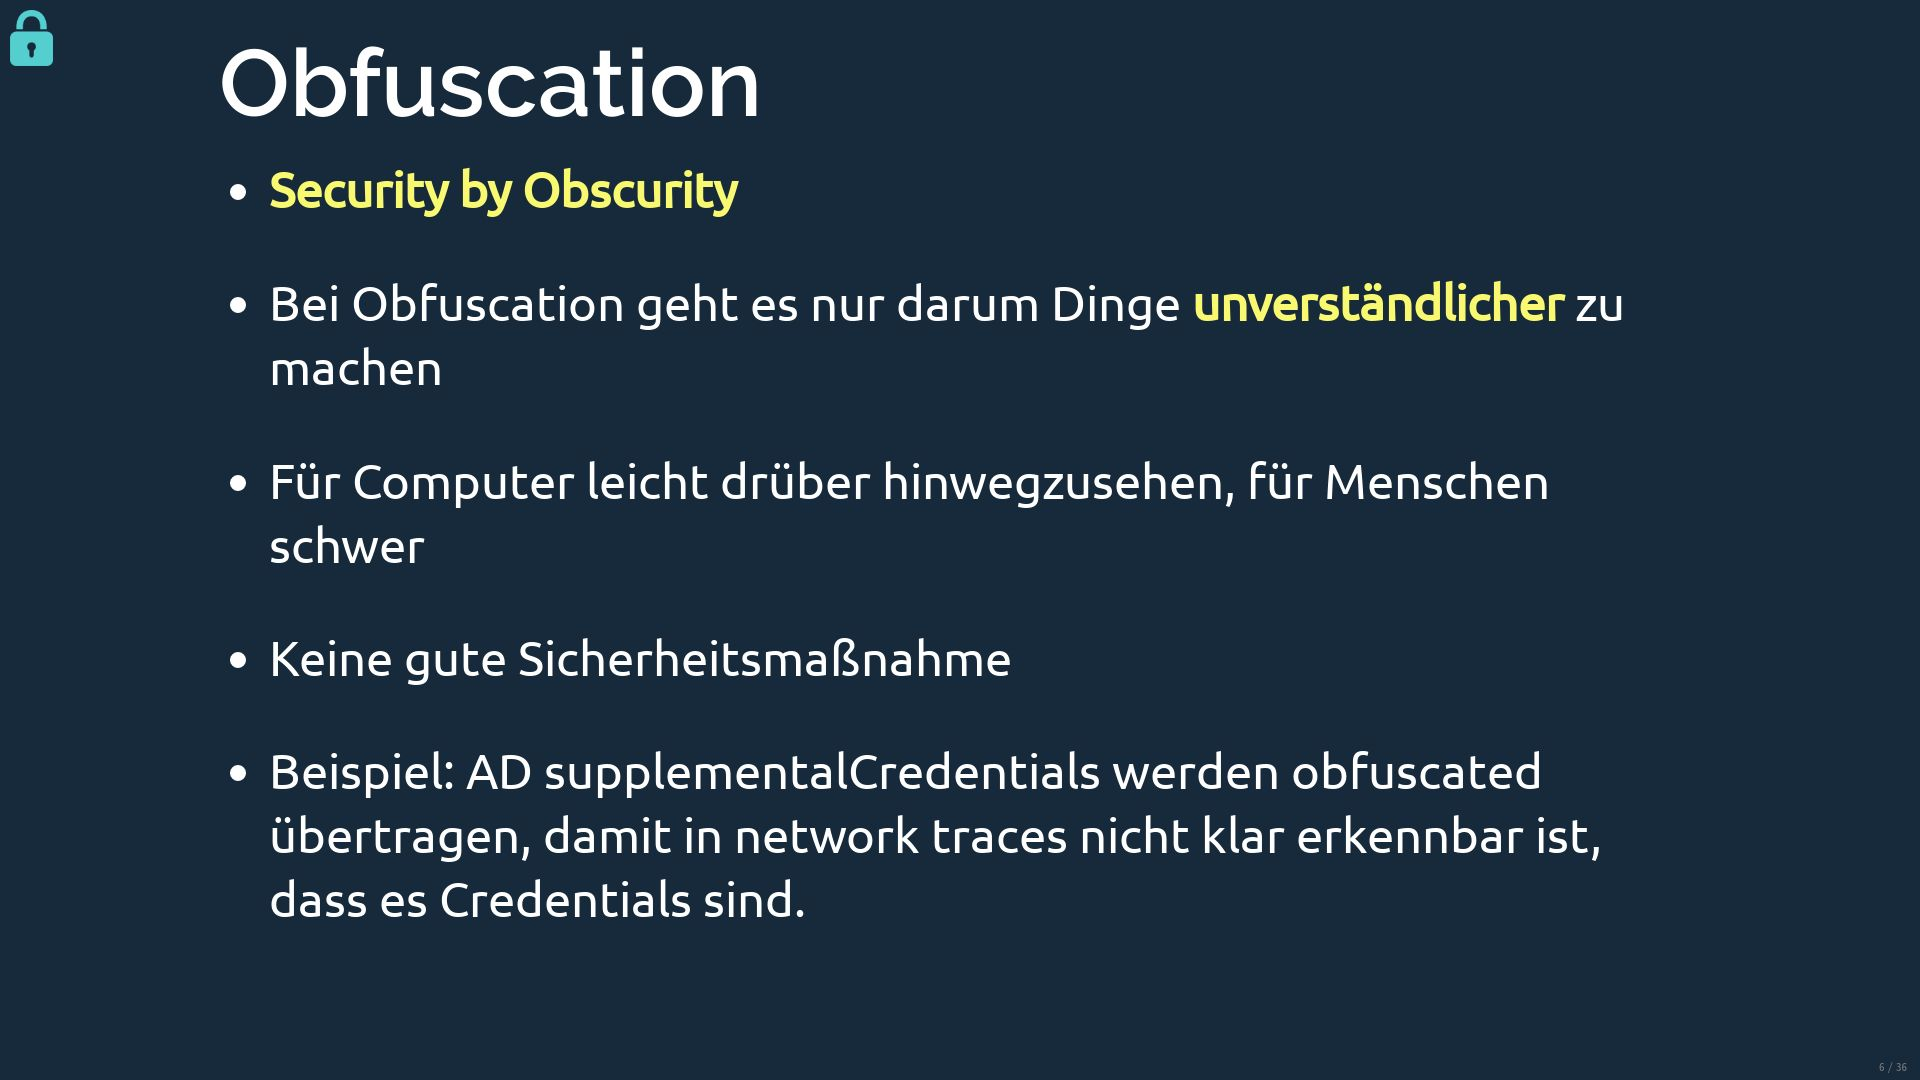 Obfuscation
Security by Obscurity
Bei Obfuscation geht es nur darum Dinge unverständlicher zu
machen
Für Computer leicht drüber hinwegzusehen, für Menschen
schwer
Keine gute Sicherheitsmaßnahme
Beispiel: AD supplementalCredentials werden obfuscated
übertragen, damit in network traces nicht klar erkennbar ist,
dass es Credentials sind.
6 / 36